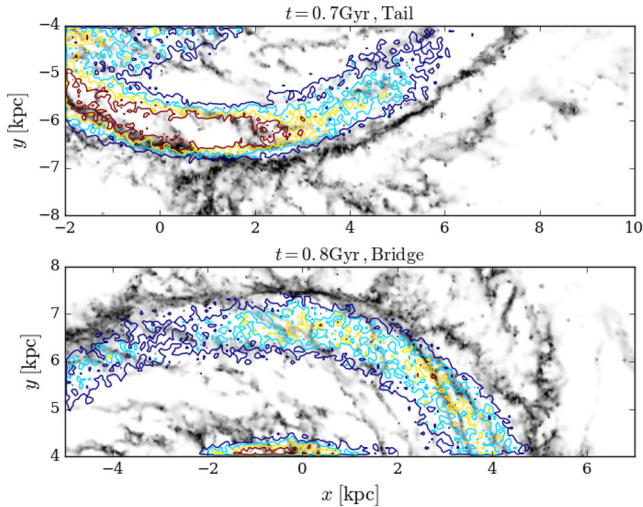 t = 0.7Gyr , Tail
−4
−5
−6
−7
−8
y [kpc]
−2 0 2 4 6 8 10
t = 0.8Gyr , Bridge
8
7
6
5
4
y [kpc]
−4 −2 0 2 4 6
x [kpc]